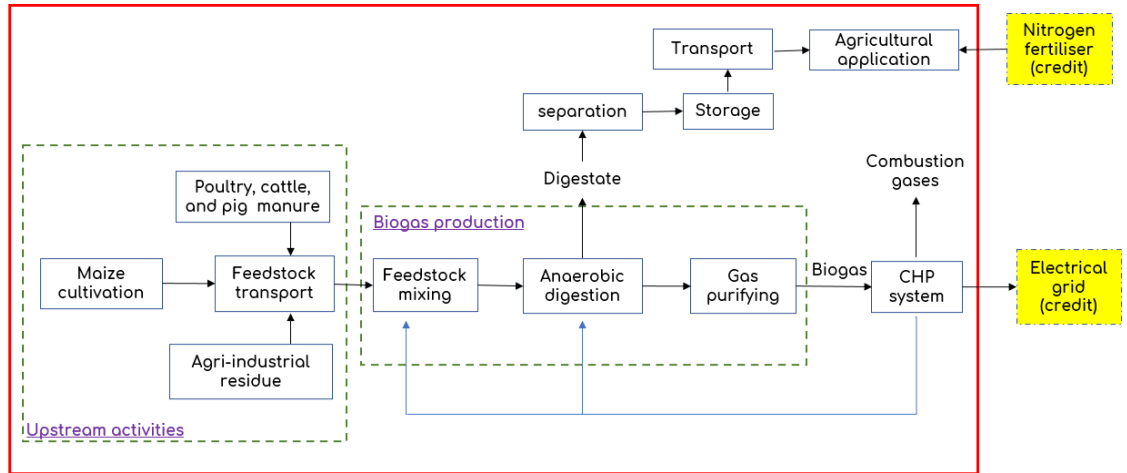 Transport
Agricultural
application
Nitrogen
fertiliser
(credit)
separation
Storage
Digestate
Combustion
gases
Poultry, cattle,
and pig manure
Biogas production
Maize
cultivation
Feedstock
transport
Feedstock
mixing
Anaerobic
digestion
Gas
purifying
Biogas
CHP
system
Electrical
grid
(credit)
Agri-industrial
residue
Upstream activities